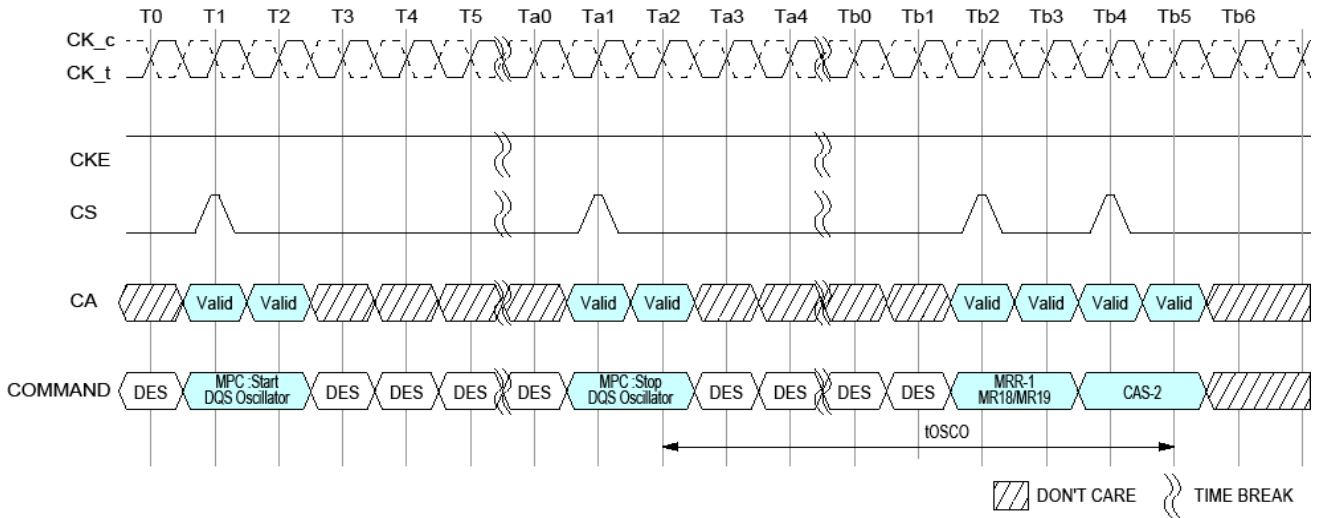 T0 T1 T2 T3 T4 T5 Ta0 Ta1 Ta2 Ta3 Ta4 Tb0 Tb1 Tb2 Tb3 Tb4 Tb5 Tb6
CK_c
CK_t
CKE
CS
CA Valid Valid Valid Valid Valid Valid Valid Valid
COMMAND DES MPC :Start DQS Oscillator DES DES DES DES MPC :Stop DQS Oscillator DES DES DES DES MRR-1 MR18/MR19 CAS-2
tOSCO
DON'T CARE TIME BREAK